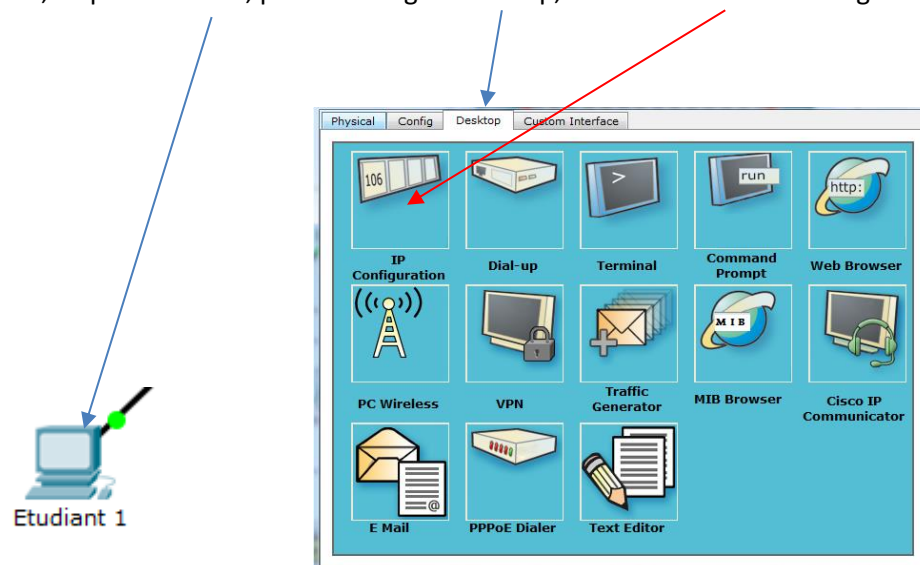 Physical Config Desktop Custom Interface
106 > run http:
IP Configuration
Dial-up
Terminal
Command Prompt
Web Browser
MIB
PC Wireless
VPN
Traffic Generator
MIB Browser
Cisco IP Communicator
@
E Mail
PPPoE Dialer
Text Editor
Etudiant 1